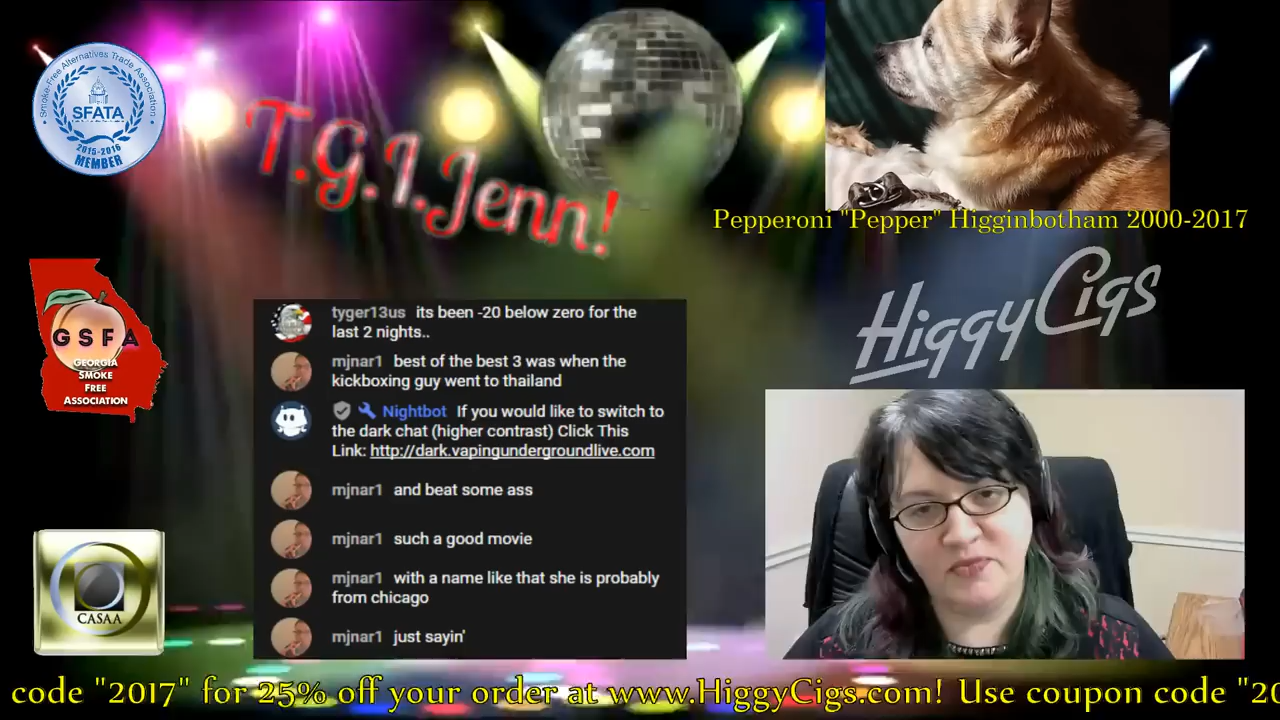 Smoke-Free Alternatives Trade Association
SFATA
2015-2016
MEMBER
T.G.I.Jenn!
Pepperoni "Pepper" Higginbotham 2000-2017
HiggyCigs
GSFA
GEORGIA
SMOKE
FREE
ASSOCIATION
CASAA
tyger13us its been -20 below zero for the
last 2 nights..
mjnar1 best of the best 3 was when the
kickboxing guy went to thailand
Nightbot If you would like to switch to
the dark chat (higher contrast) Click This
Link: http://dark.vapingundergroundlive.com
mjnar1 and beat some ass
mjnar1 such a good movie
mjnar1 with a name like that she is probably
from chicago
mjnar1 just sayin'
code "2017" for 25% off your order at www.HiggyCigs.com! Use coupon code "20